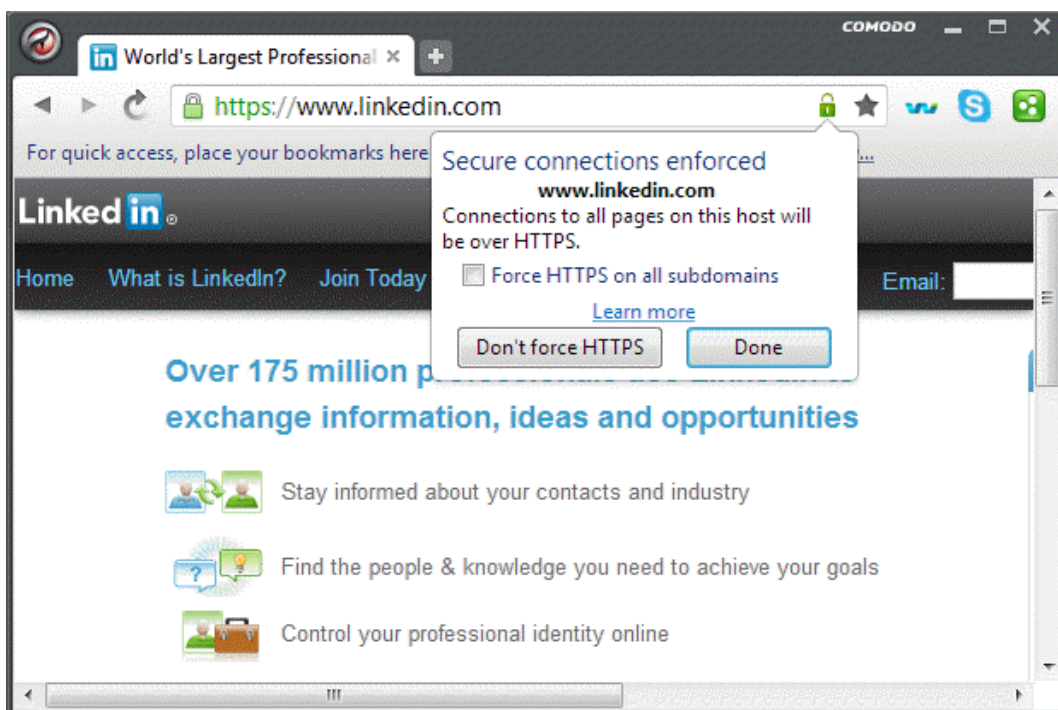 COMODO
in World's Largest Professional
https://www.linkedin.com
For quick access, place your bookmarks here
Secure connections enforced
www.linkedin.com
Connections to all pages on this host will
be over HTTPS.
Force HTTPS on all subdomains
Learn more
Don't force HTTPS Done
Linked in ®
Home What is LinkedIn? Join Today Email:
Over 175 million
exchange information, ideas and opportunities
Stay informed about your contacts and industry
Find the people & knowledge you need to achieve your goals
Control your professional identity online